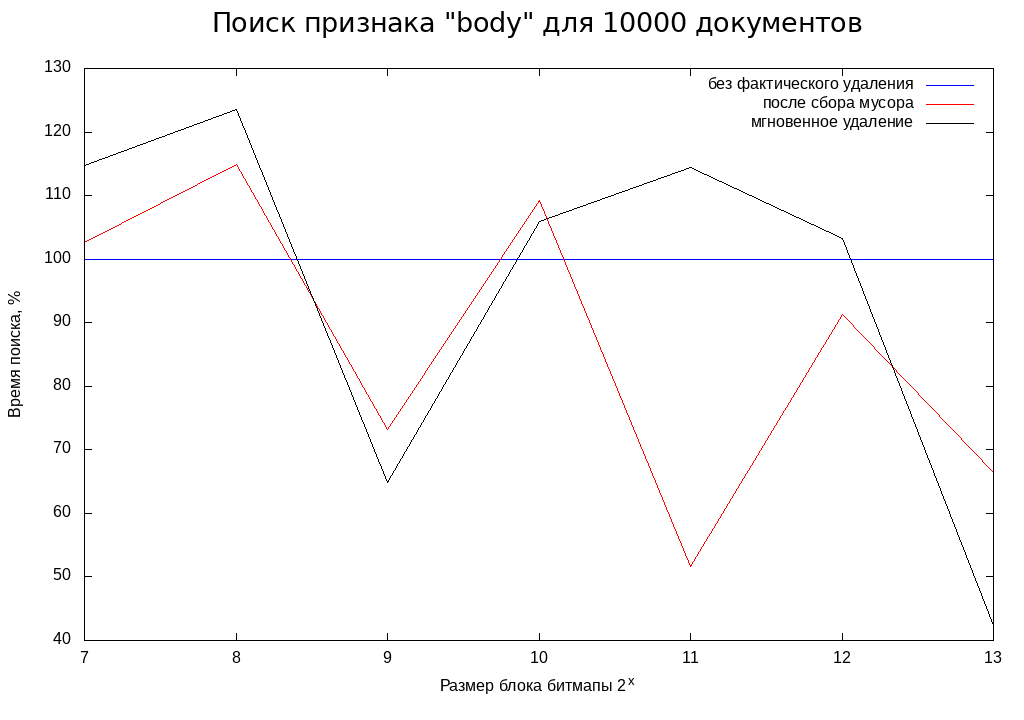 Поиск признака "body" для 10000 документов
130
120
110
100
90
80
70
60
50
40
без фактического удаления
после сбора мусора
мгновенное удаление
Время поиска, %
7 8 9 10 11 12 13
Размер блока битмапы 2^x